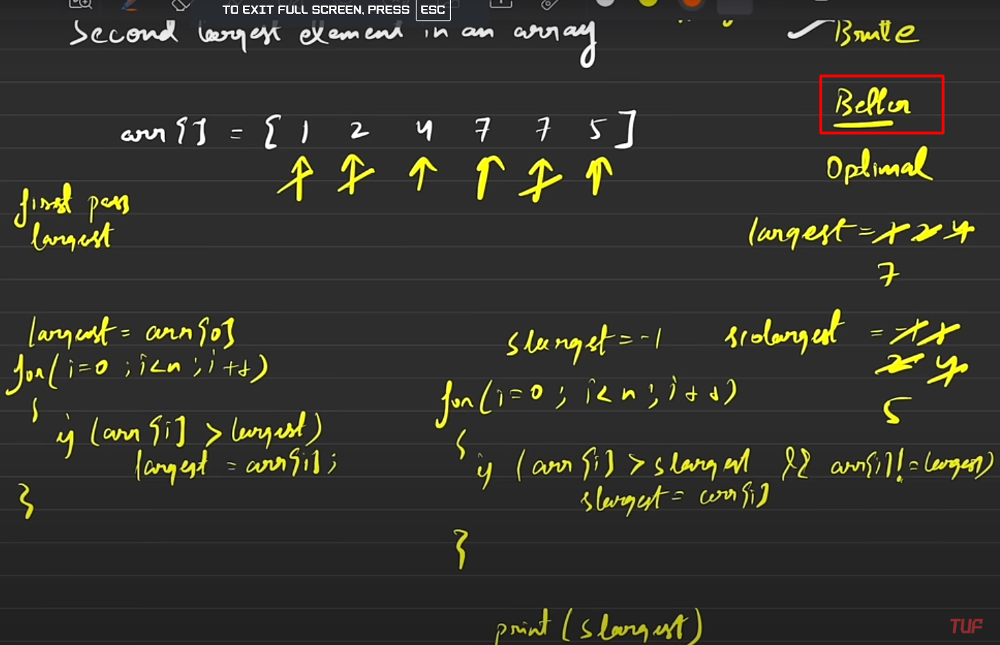 TO EXIT FULL SCREEN, PRESS ESC
Second largest element in an array
Brute
Better
Optimal
arr[] = [ 1 2 4 7 7 5 ]
first pass
largest
largest = 1 2 4
7
largest = arr[0]
for( i=0 ; i<n ; i++)
{
if (arr[i] > largest)
largest = arr[i];
}
slargest = -1
for( i=0 ; i<n ; i++)
{
if (arr[i] > slargest && arr[i] != largest)
slargest = arr[i]
}
print (slargest)
= -1 1
2 4
5
TUF